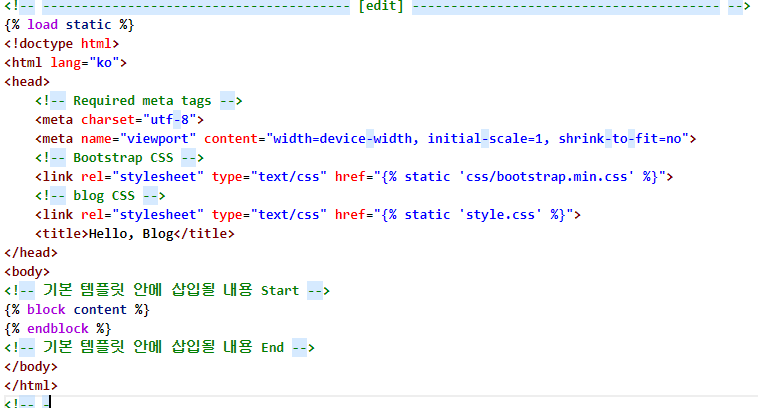 <!-- ---------------------------------------- [edit] ---------------------------------------- -->
{% load static %}
<!doctype html>
<html lang="ko">
<head>
    <!-- Required meta tags -->
    <meta charset="utf-8">
    <meta name="viewport" content="width=device-width, initial-scale=1, shrink-to-fit=no">
    <!-- Bootstrap CSS -->
    <link rel="stylesheet" type="text/css" href="{% static 'css/bootstrap.min.css' %}">
    <!-- blog CSS -->
    <link rel="stylesheet" type="text/css" href="{% static 'style.css' %}">
    <title>Hello, Blog</title>
</head>
<body>
<!-- 기본 템플릿 안에 삽입될 내용 Start -->
{% block content %}
{% endblock %}
<!-- 기본 템플릿 안에 삽입될 내용 End -->
</body>
</html>
<!-- -